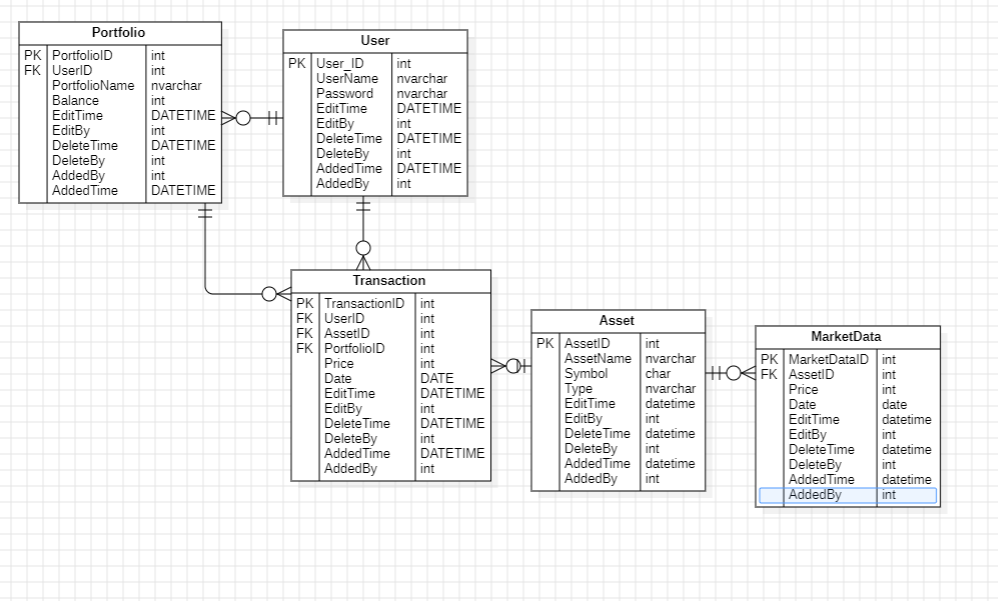 Portfolio
PK PortfolioID int
FK UserID int
PortfolioName nvarchar
Balance int
EditTime DATETIME
EditBy int
DeleteTime DATETIME
DeleteBy int
AddedBy int
AddedTime DATETIME
User
PK User_ID int
UserName nvarchar
Password nvarchar
EditTime DATETIME
EditBy int
DeleteTime DATETIME
DeleteBy int
AddedTime DATETIME
AddedBy int
Transaction
PK TransactionID int
FK UserID int
FK AssetID int
FK PortfolioID int
Price int
Date DATE
EditTime DATETIME
EditBy int
DeleteTime DATETIME
DeleteBy int
AddedTime DATETIME
AddedBy int
Asset
PK AssetID int
AssetName nvarchar
Symbol char
Type nvarchar
EditTime datetime
EditBy int
DeleteTime datetime
DeleteBy int
AddedTime datetime
AddedBy int
MarketData
PK MarketDataID int
FK AssetID int
Price int
Date date
EditTime datetime
EditBy int
DeleteTime datetime
DeleteBy int
AddedTime datetime
AddedBy int